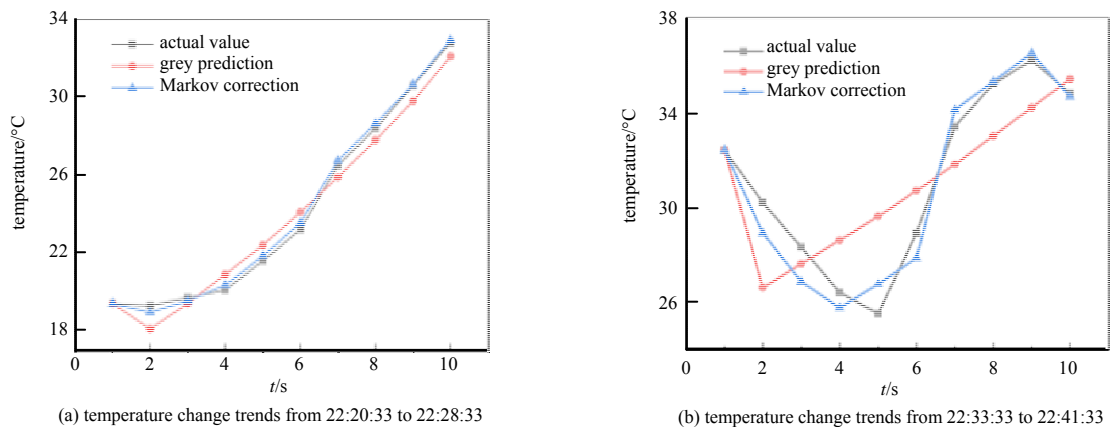 34
30
26
22
18
temperature/°C
actual value
grey prediction
Markov correction
0 2 4 6 8 10
t/s
(a) temperature change trends from 22:20:33 to 22:28:33
38
34
30
26
temperature/°C
actual value
grey prediction
Markov correction
0 2 4 6 8 10
t/s
(b) temperature change trends from 22:33:33 to 22:41:33